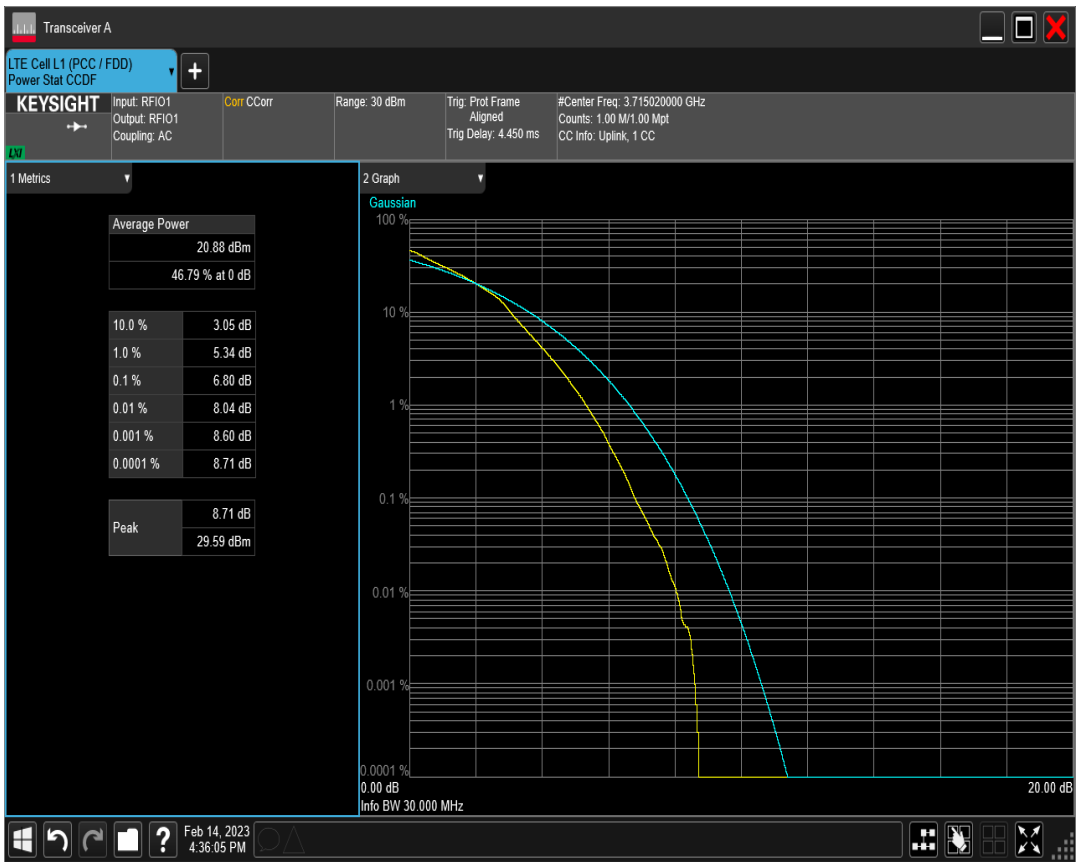 Transceiver A
LTE Cell L1 (PCC / FDD)
Power Stat CCDF
+
KEYSIGHT
LXI
Input: RFIO1
Output: RFIO1
Coupling: AC
Corr CCorr
Range: 30 dBm
Trig: Prot Frame
Aligned
Trig Delay: 4.450 ms
#Center Freq: 3.715020000 GHz
Counts: 1.00 M/1.00 Mpt
CC Info: Uplink, 1 CC
1 Metrics
Average Power
20.88 dBm
46.79 % at 0 dB
10.0 % 3.05 dB
1.0 % 5.34 dB
0.1 % 6.80 dB
0.01 % 8.04 dB
0.001 % 8.60 dB
0.0001 % 8.71 dB
Peak
8.71 dB
29.59 dBm
2 Graph
Gaussian
100 %
10 %
1 %
0.1 %
0.01 %
0.001 %
0.0001 %
0.00 dB 20.00 dB
Info BW 30.000 MHz
?
Feb 14, 2023
4:36:05 PM